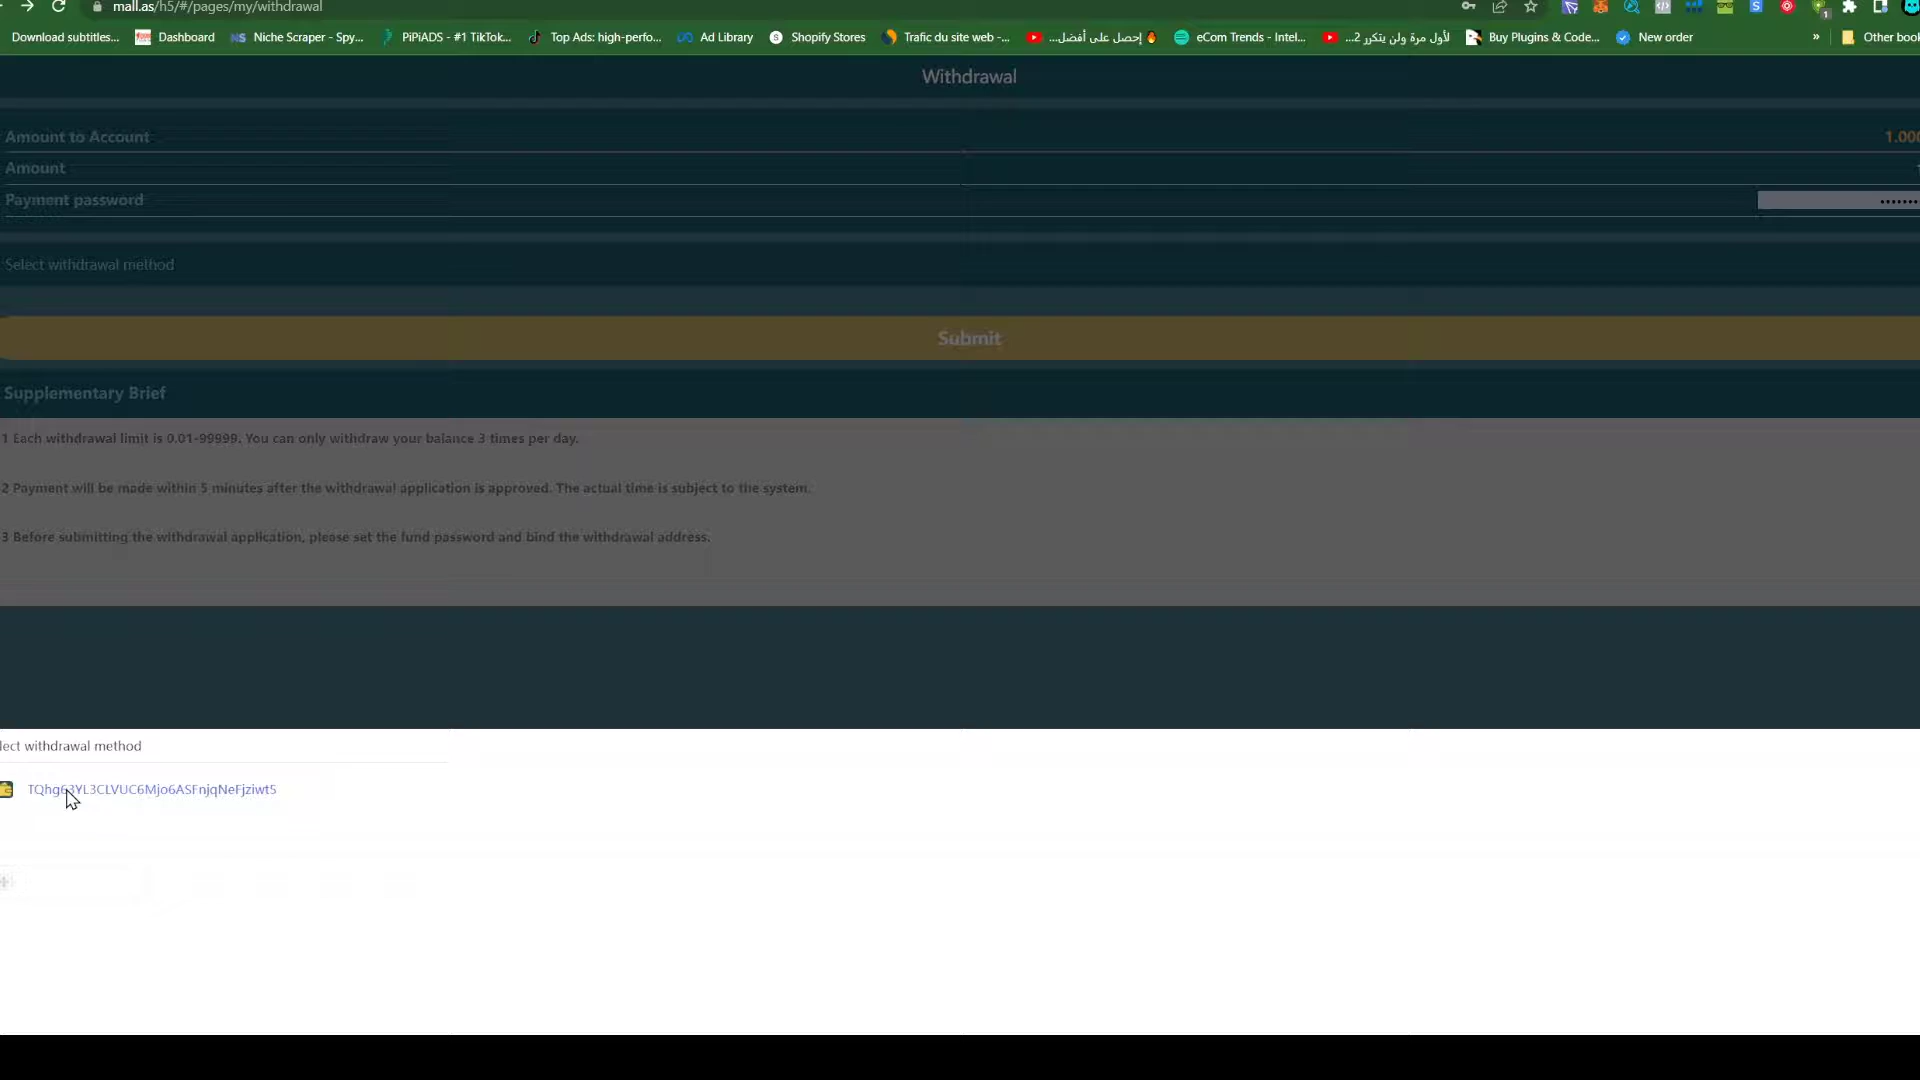 mall.as/h5/#/pages/my/withdrawal
Download subtitles... Dashboard NS Niche Scraper - Spy... PiPiADS - #1 TikTok... Top Ads: high-perfo... Ad Library Shopify Stores Trafic du site web -... إحصل على أفضل... eCom Trends - Intel... لأول مرة ولن يتكرر 2... Buy Plugins & Code... New order » Other book
Withdrawal
Amount to Account 1.000
Amount
Payment password
Select withdrawal method
Submit
Supplementary Brief
1 Each withdrawal limit is 0.01-99999. You can only withdraw your balance 3 times per day.
2 Payment will be made within 5 minutes after the withdrawal application is approved. The actual time is subject to the system.
3 Before submitting the withdrawal application, please set the fund password and bind the withdrawal address.
lect withdrawal method
TQhg63YL3CLVUC6Mjo6ASFnjqNeFjziwt5